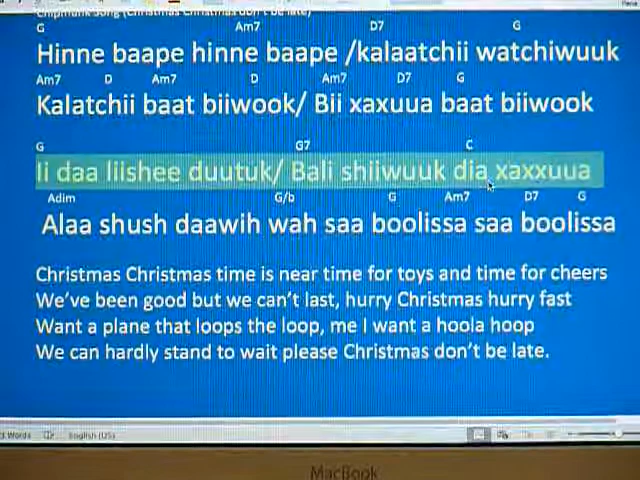 Chipmunk Song (Christmas Christmas don't be late)
G Am7 D7 G
Hinne baape hinne baape /kalaatchii watchiwuuk
Am7 D Am7 D Am7 D7 G
Kalatchii baat biiwook/ Bii xaxuua baat biiwook
G G7 C
Ii daa liishee duutuk/ Bali shiiwuuk dia xaxxuua
Adim G/b G Am7 D7 G
Alaa shush daawih wah saa boolissa saa boolissa
Christmas Christmas time is near time for toys and time for cheers
We've been good but we can't last, hurry Christmas hurry fast
Want a plane that loops the loop, me I want a hoola hoop
We can hardly stand to wait please Christmas don't be late.
Words English (US)
MacBook